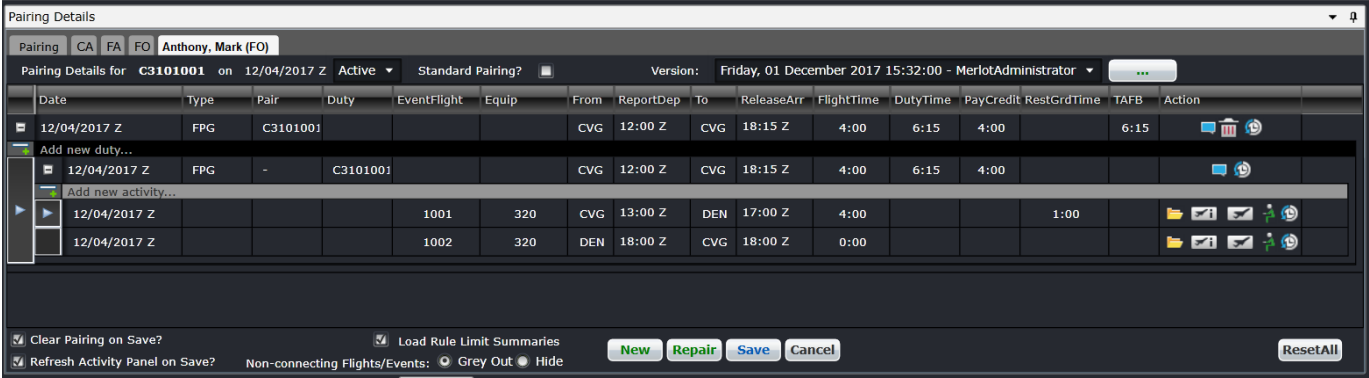 Pairing Details
Pairing CA FA FO Anthony, Mark (FO)
Pairing Details for C3101001 on 12/04/2017 Z Active Standard Pairing? Version: Friday, 01 December 2017 15:32:00 - MerlotAdministrator ...
Date Type Pair Duty EventFlight Equip From ReportDep To ReleaseArr FlightTime DutyTime PayCredit RestGrdTime TAFB Action
12/04/2017 Z FPG C3101001 CVG 12:00 Z CVG 18:15 Z 4:00 6:15 4:00 6:15
Add new duty...
12/04/2017 Z FPG - C3101001 CVG 12:00 Z CVG 18:15 Z 4:00 6:15 4:00
Add new activity...
12/04/2017 Z 1001 320 CVG 13:00 Z DEN 17:00 Z 4:00 1:00
12/04/2017 Z 1002 320 DEN 18:00 Z CVG 18:00 Z 0:00
Clear Pairing on Save? Load Rule Limit Summaries
New Repair Save Cancel ResetAll
Refresh Activity Panel on Save? Non-connecting Flights/Events: Grey Out Hide